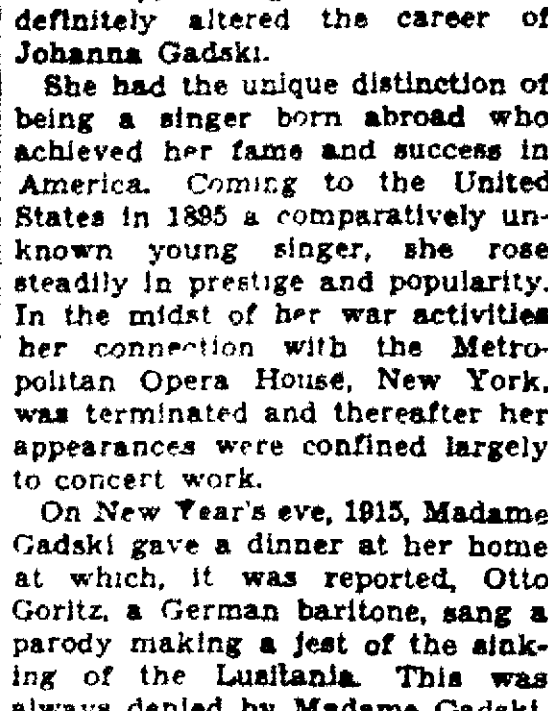 definitely altered the career of
Johanna Gadski.
She had the unique distinction of
being a singer born abroad who
achieved her fame and success in
America. Coming to the United
States in 1895 a comparatively un-
known young singer, she rose
steadily in prestige and popularity.
In the midst of her war activities
her connection with the Metro-
politan Opera House, New York,
was terminated and thereafter her
appearances were confined largely
to concert work.
On New Year's eve, 1915, Madame
Gadski gave a dinner at her home
at which, it was reported, Otto
Goritz, a German baritone, sang a
parody making a jest of the sink-
ing of the Lusitania. This was
always denied by Madame Gadski.